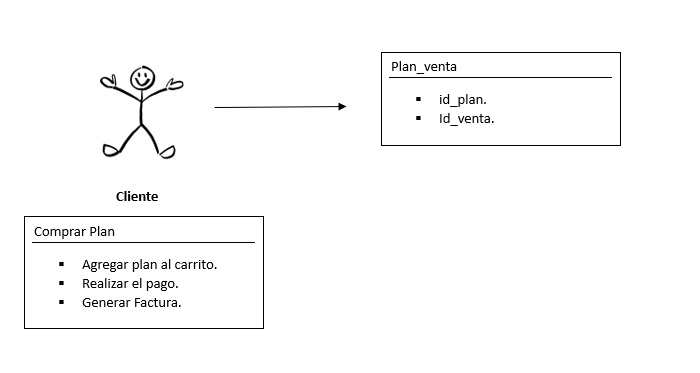 Plan_venta
▪ id_plan.
▪ Id_venta.
Cliente
Comprar Plan
▪ Agregar plan al carrito.
▪ Realizar el pago.
▪ Generar Factura.